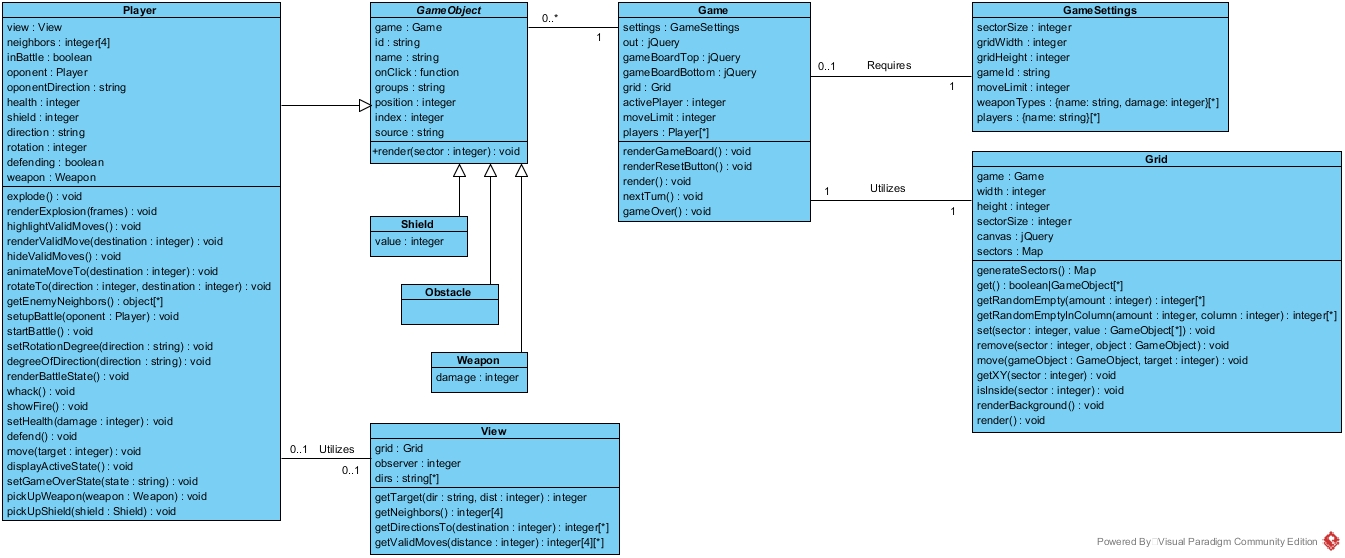 Player
view : View
neighbors : integer[4]
inBattle : boolean
oponent : Player
oponentDirection : string
health : integer
shield : integer
direction : string
rotation : integer
defending : boolean
weapon : Weapon
explode() : void
renderExplosion(frames) : void
highlightValidMoves() : void
renderValidMove(destination : integer) : void
hideValidMoves() : void
animateMoveTo(destination : integer) : void
rotateTo(direction : integer, destination : integer) : void
getEnemyNeighbors() : object[*]
setupBattle(oponent : Player) : void
startBattle() : void
setRotationDegree(direction : string) : void
degreeOfDirection(direction : string) : void
renderBattleState() : void
whack() : void
showFire() : void
setHealth(damage : integer) : void
defend() : void
move(target : integer) : void
displayActiveState() : void
setGameOverState(state : string) : void
pickUpWeapon(weapon : Weapon) : void
pickUpShield(shield : Shield) : void
GameObject
game : Game
id : string
name : string
onClick : function
groups : string
position : integer
index : integer
source : string
+render(sector : integer) : void
Shield
value : integer
Obstacle
Weapon
damage : integer
0..1 Utilizes
0..1
View
grid : Grid
observer : integer
dirs : string[*]
getTarget(dir : string, dist : integer) : integer
getNeighbors() : integer[4]
getDirectionsTo(destination : integer) : integer[*]
getValidMoves(distance : integer) : integer[4][*]
0..*
1
Game
settings : GameSettings
out : jQuery
gameBoardTop : jQuery
gameBoardBottom : jQuery
grid : Grid
activePlayer : integer
moveLimit : integer
players : Player[*]
renderGameBoard() : void
renderResetButton() : void
render() : void
nextTurn() : void
gameOver() : void
0..1 Requires
1
1 Utilizes
1
GameSettings
sectorSize : integer
gridWidth : integer
gridHeight : integer
gameId : string
moveLimit : integer
weaponTypes : {name: string, damage: integer}[*]
players : {name: string}[*]
Grid
game : Game
width : integer
height : integer
sectorSize : integer
canvas : jQuery
sectors : Map
generateSectors() : Map
get() : boolean|GameObject[*]
getRandomEmpty(amount : integer) : integer[*]
getRandomEmptyInColumn(amount : integer, column : integer) : integer[*]
set(sector : integer, value : GameObject[*]) : void
remove(sector : integer, object : GameObject) : void
move(gameObject : GameObject, target : integer) : void
getXY(sector : integer) : void
isInside(sector : integer) : void
renderBackground() : void
render() : void
Powered By Visual Paradigm Community Edition